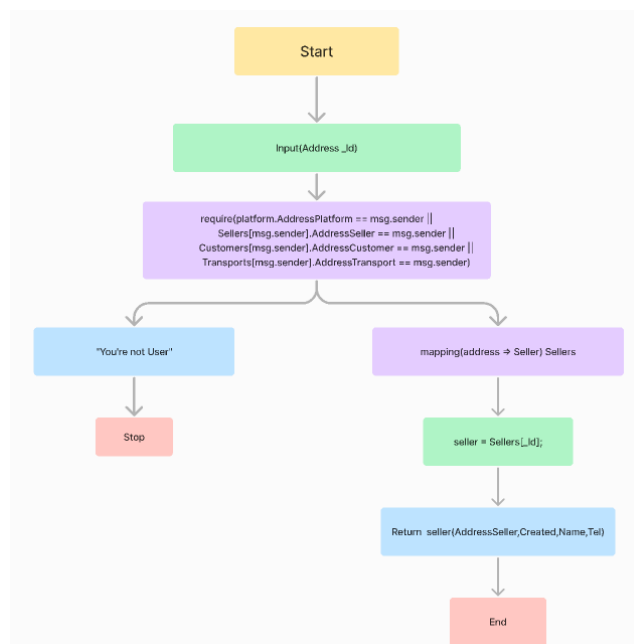 Start
Input(Address _Id)
require(platform.AddressPlatform == msg.sender ||
Sellers[msg.sender].AddressSeller == msg.sender ||
Customers[msg.sender].AddressCustomer == msg.sender ||
Transports[msg.sender].AddressTransport == msg.sender)
"You're not User"
mapping(address => Seller) Sellers
Stop
seller = Sellers[_Id];
Return seller(AddressSeller,Created,Name,Tel)
End